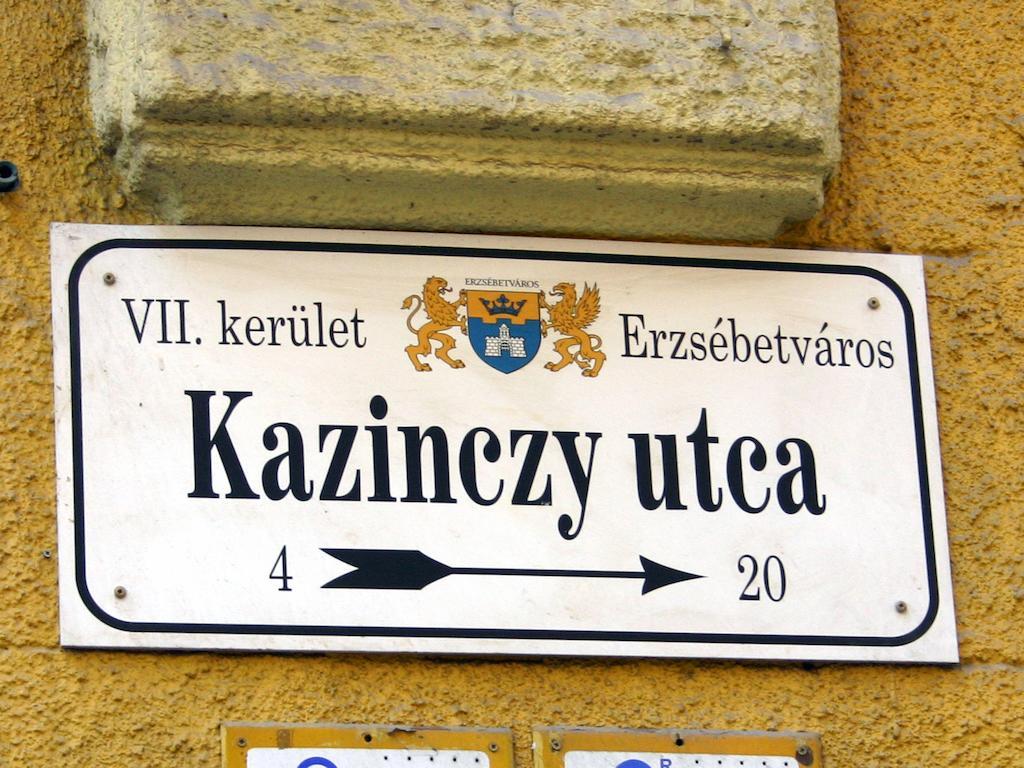 ERZSÉBETVÁROS
VII. kerület Erzsébetváros
Kazinczy utca
4 20
R